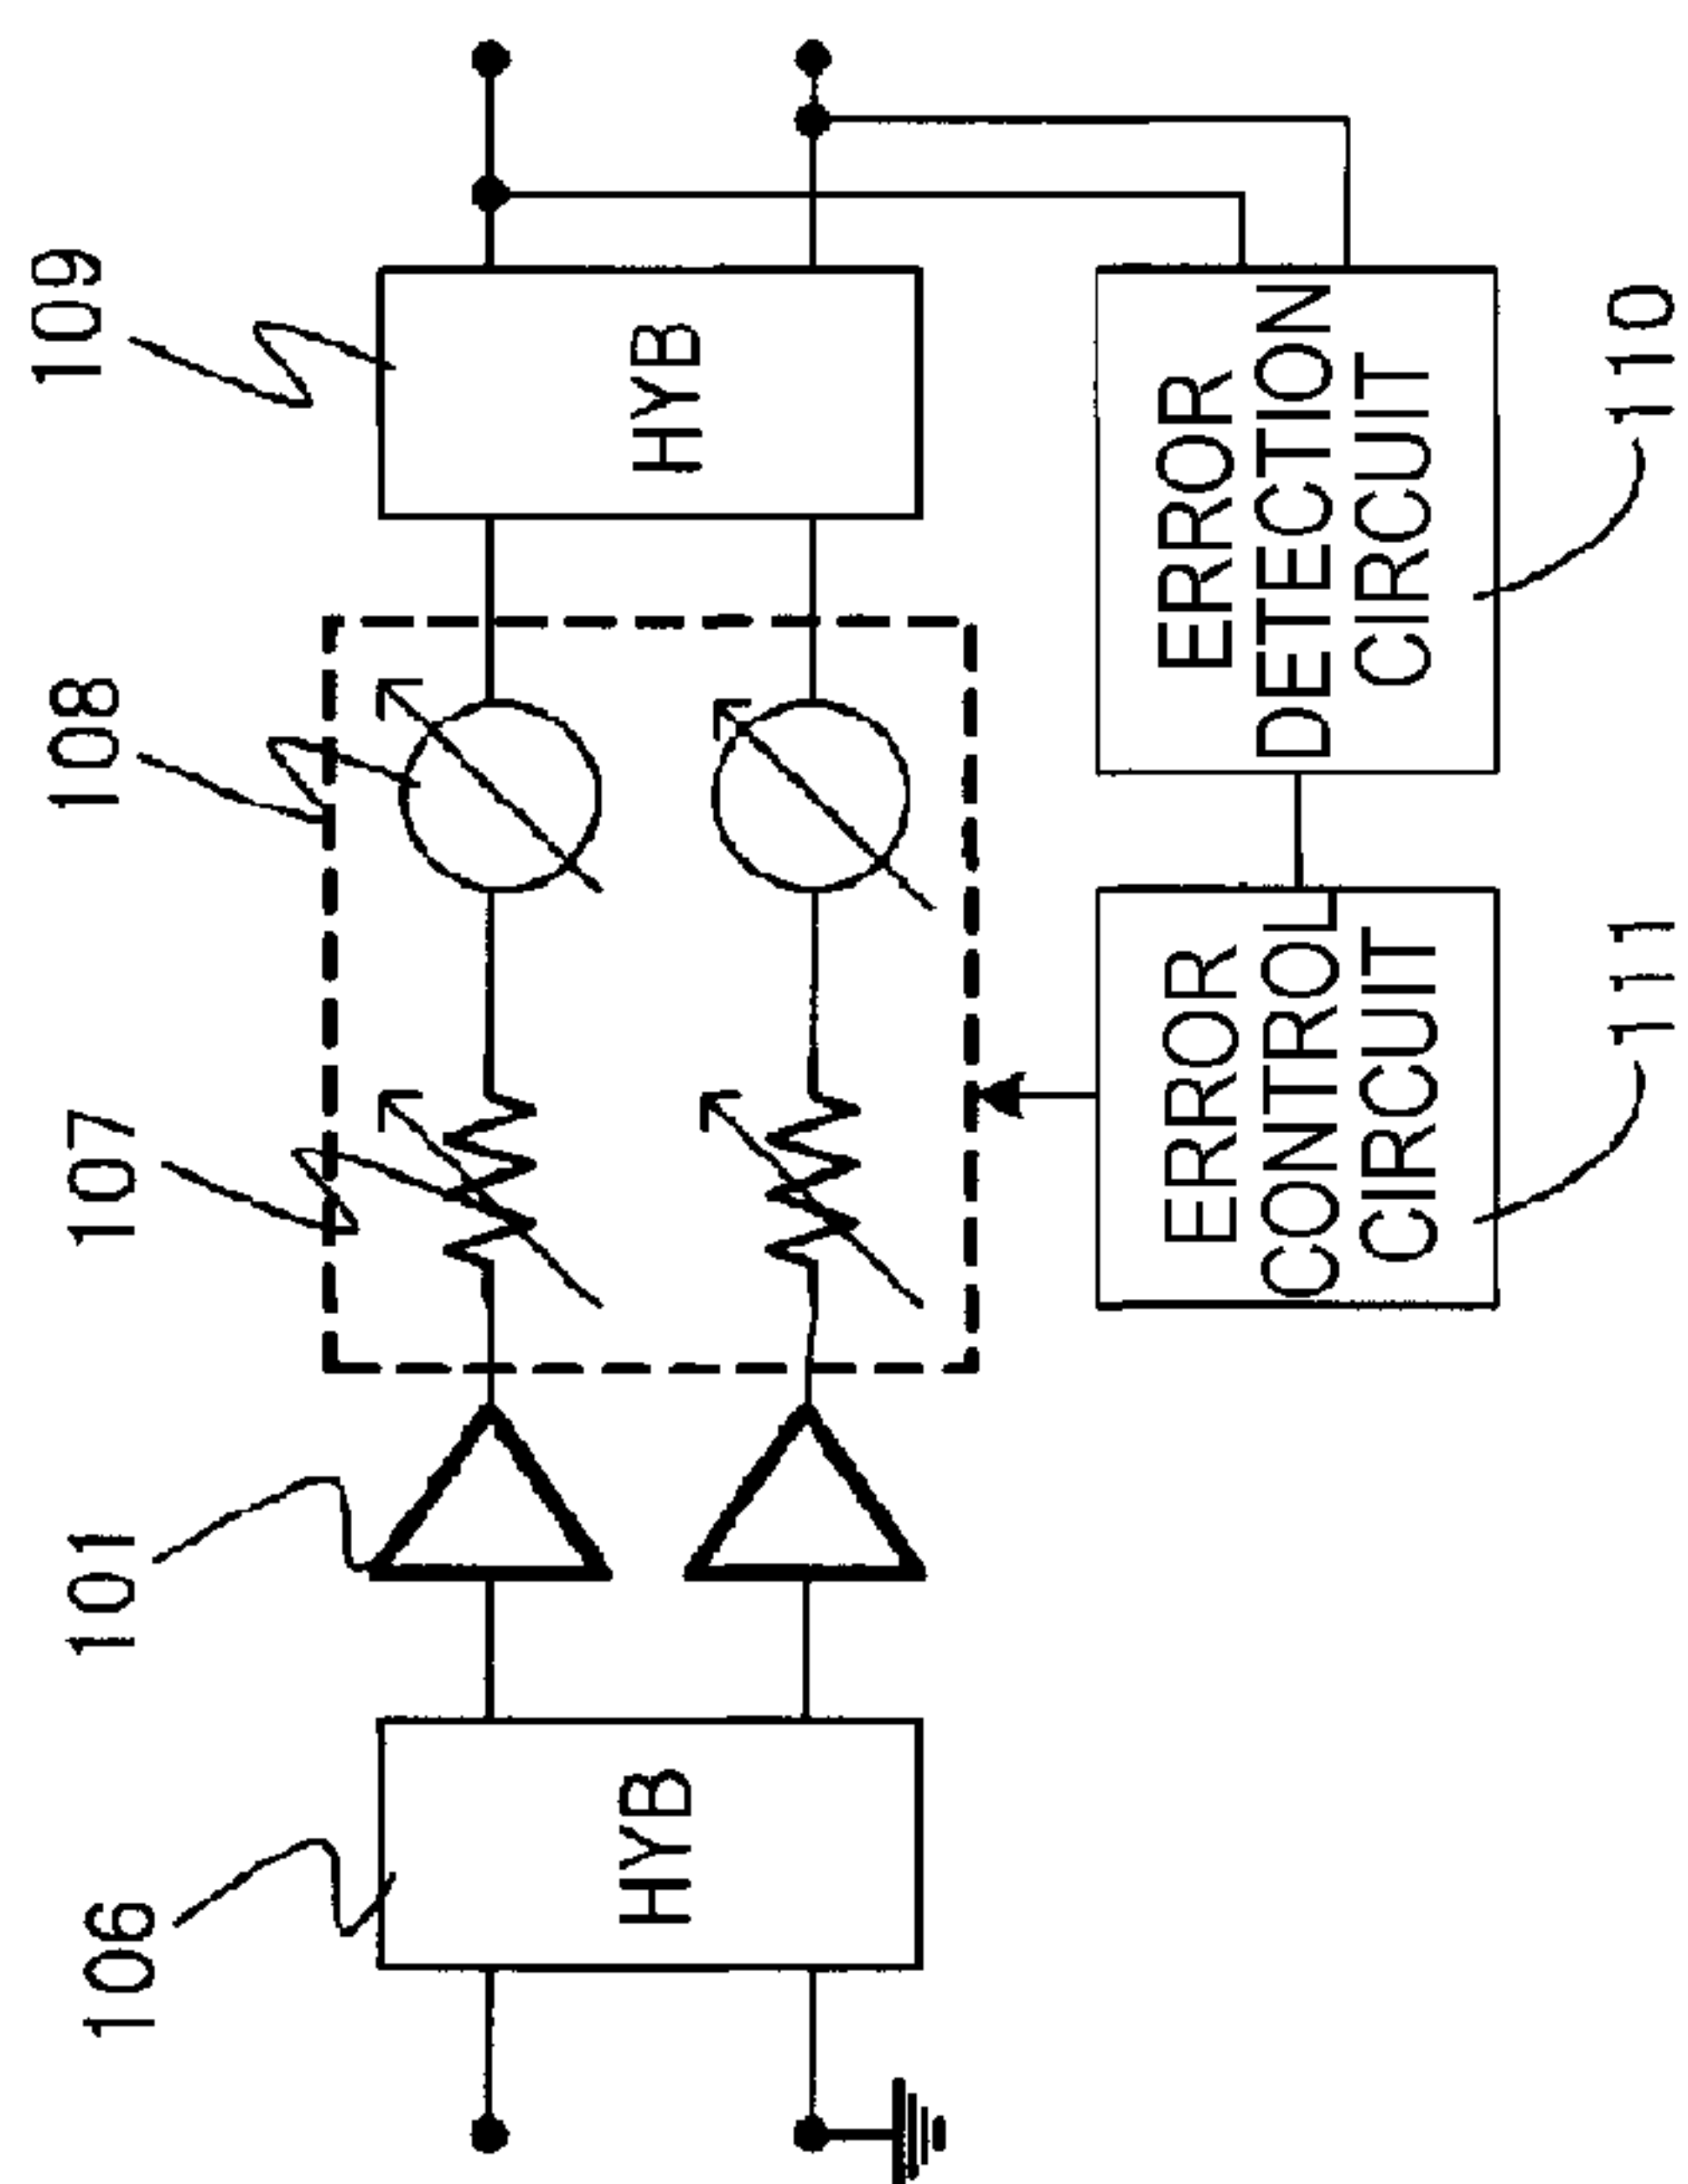 106
101
107
108
109
HYB
HYB
ERROR
CONTROL
CIRCUIT
ERROR
DETECTION
CIRCUIT
111
110